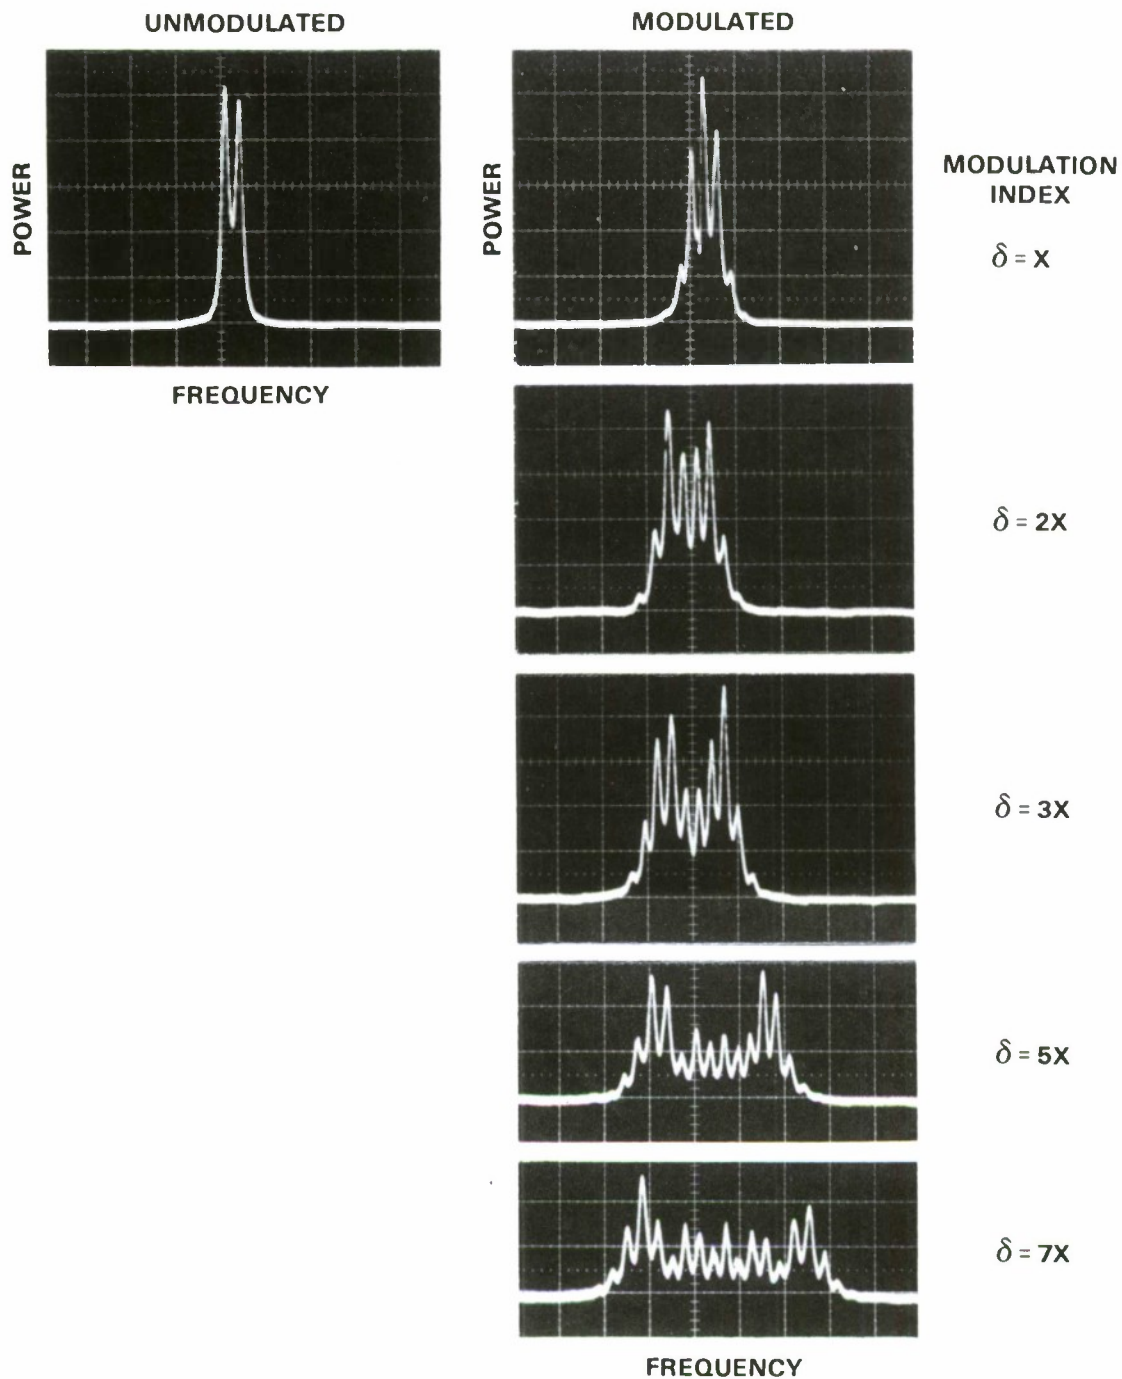 UNMODULATED
MODULATED
POWER
FREQUENCY
POWER
MODULATION
INDEX
δ = X
δ = 2X
δ = 3X
δ = 5X
δ = 7X
FREQUENCY